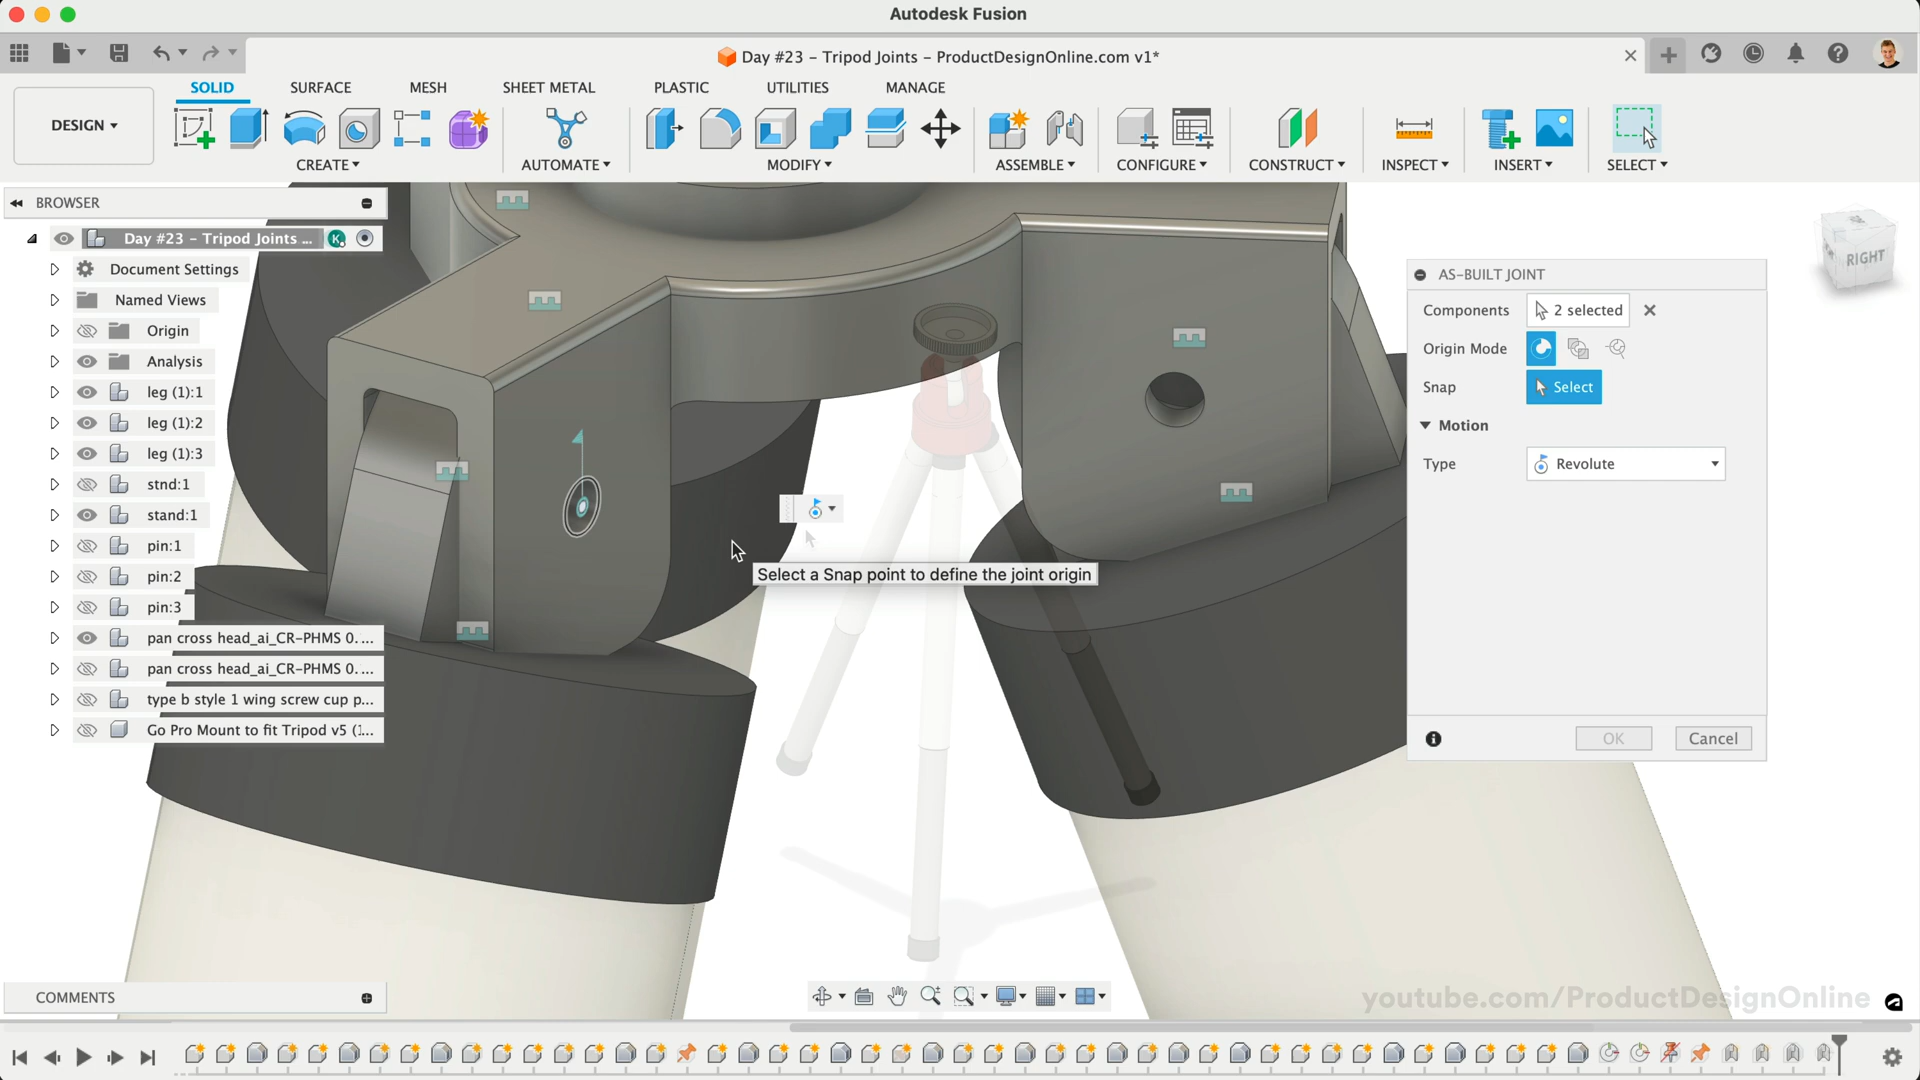 Autodesk Fusion
Day #23 – Tripod Joints – ProductDesignOnline.com v1*
SOLID
SURFACE
MESH
SHEET METAL
PLASTIC
UTILITIES
MANAGE
DESIGN
CREATE
AUTOMATE
MODIFY
ASSEMBLE
CONFIGURE
CONSTRUCT
INSPECT
INSERT
SELECT
BROWSER
Day #23 – Tripod Joints ...
K
Document Settings
Named Views
Origin
Analysis
leg (1):1
leg (1):2
leg (1):3
stnd:1
stand:1
pin:1
pin:2
pin:3
pan cross head_ai_CR-PHMS 0. ...
pan cross head_ai_CR-PHMS 0. ...
type b style 1 wing screw cup p...
Go Pro Mount to fit Tripod v5 (1...
RIGHT
AS-BUILT JOINT
Components
2 selected
Origin Mode
Snap
Select
Motion
Type
Revolute
OK
Cancel
Select a Snap point to define the joint origin
COMMENTS
youtube.com/ProductDesignOnline